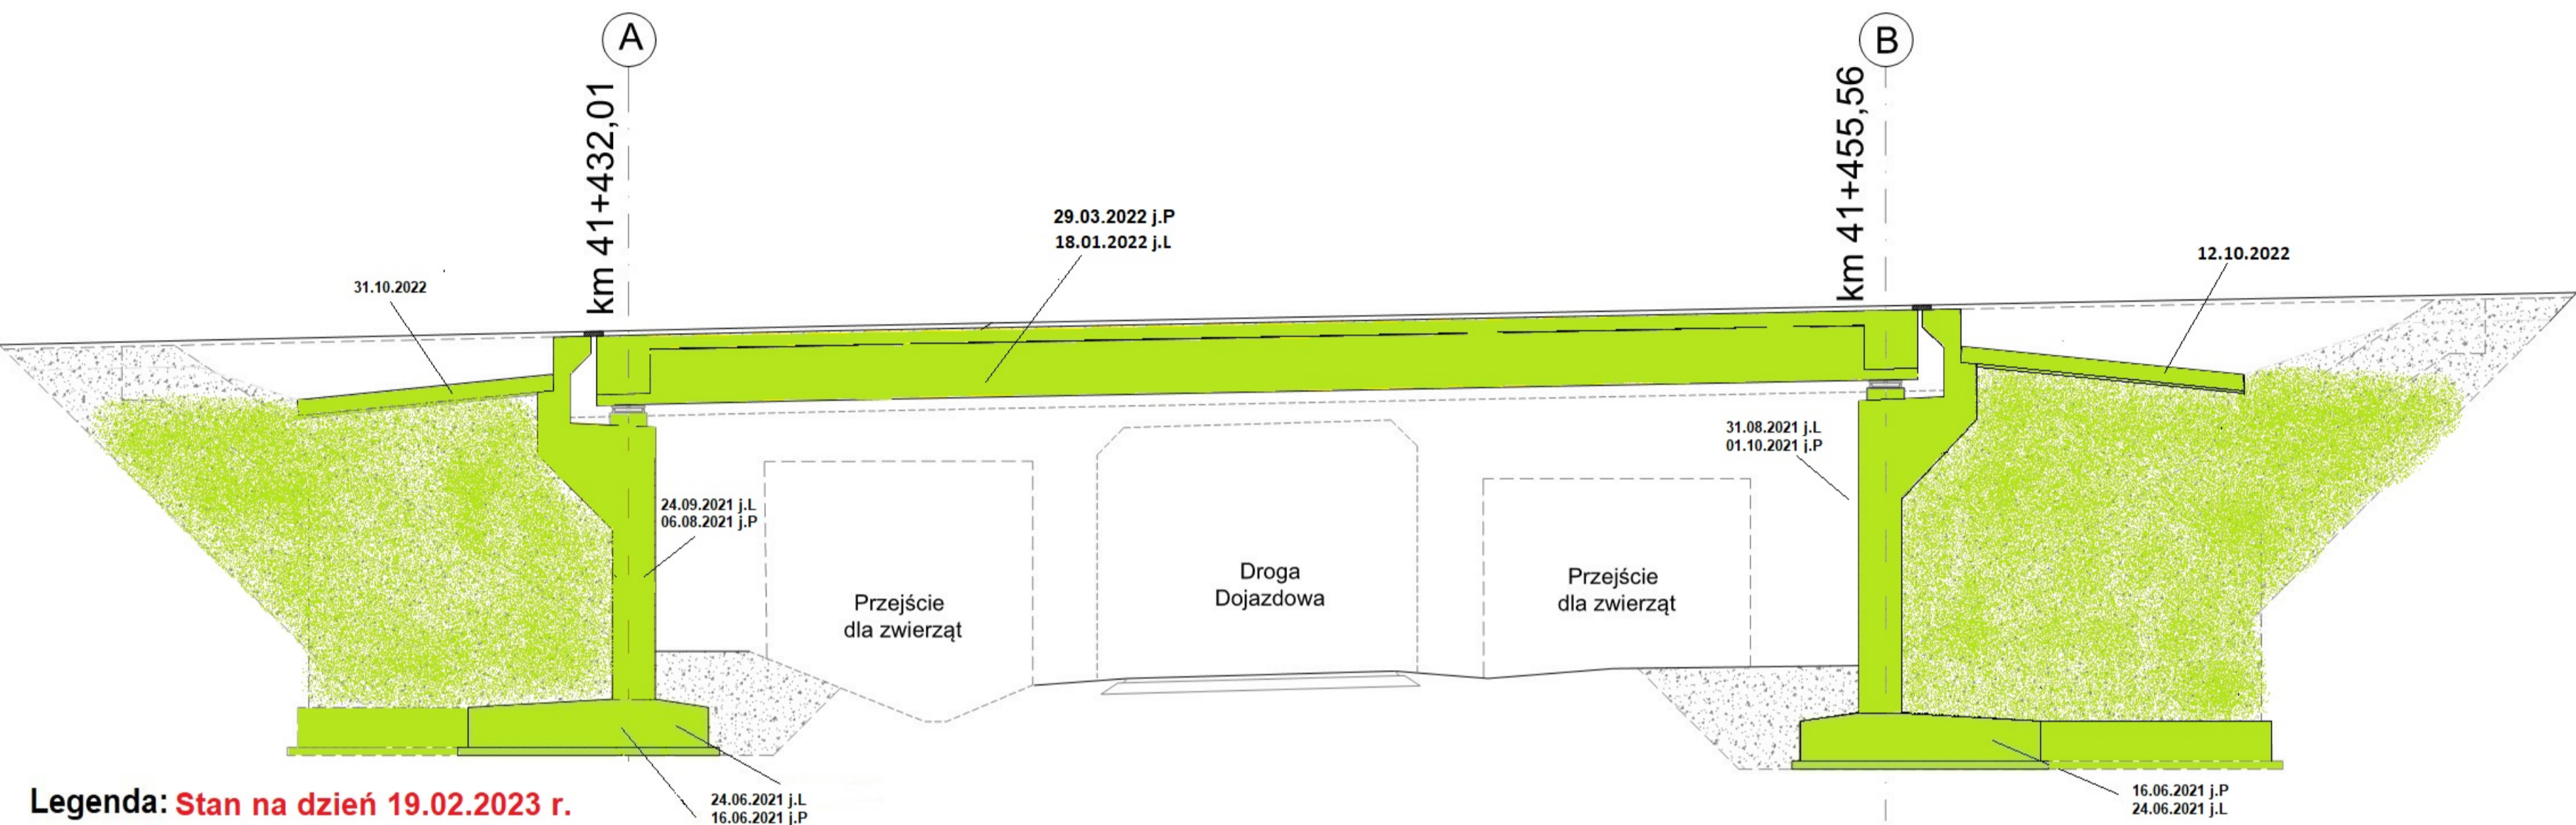 A
B
km 41+432,01
km 41+455,56
29.03.2022 j.P
18.01.2022 j.L
12.10.2022
31.10.2022
31.08.2021 j.L
01.10.2021 j.P
24.09.2021 j.L
06.08.2021 j.P
Przejście
dla zwierząt
Droga
Dojazdowa
Przejście
dla zwierząt
24.06.2021 j.L
16.06.2021 j.P
16.06.2021 j.P
24.06.2021 j.L
Legenda: Stan na dzień 19.02.2023 r.